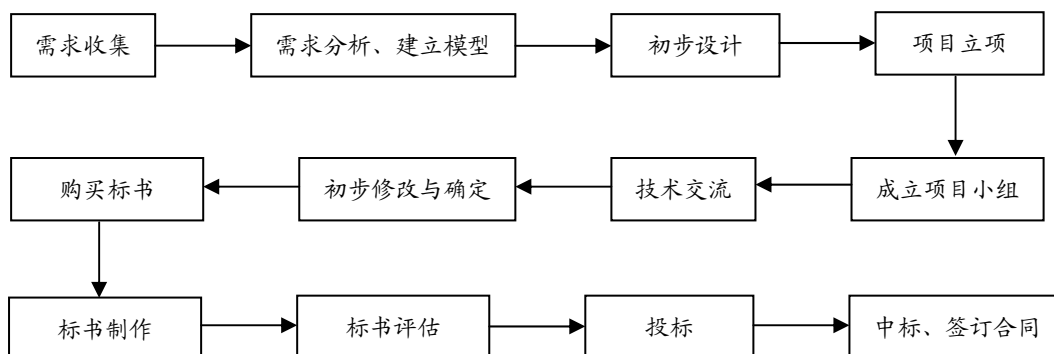 需求收集
需求分析、建立模型
初步设计
项目立项
成立项目小组
技术交流
初步修改与确定
购买标书
标书制作
标书评估
投标
中标、签订合同